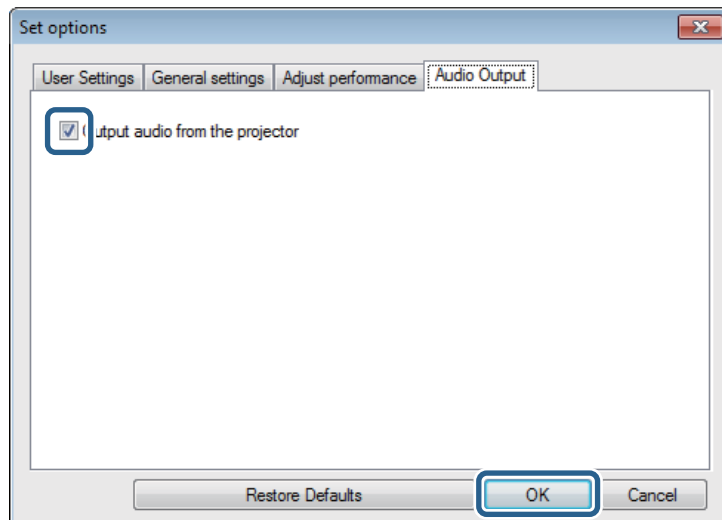 Set options
User Settings General settings Adjust performance Audio Output
Output audio from the projector
Restore Defaults OK Cancel